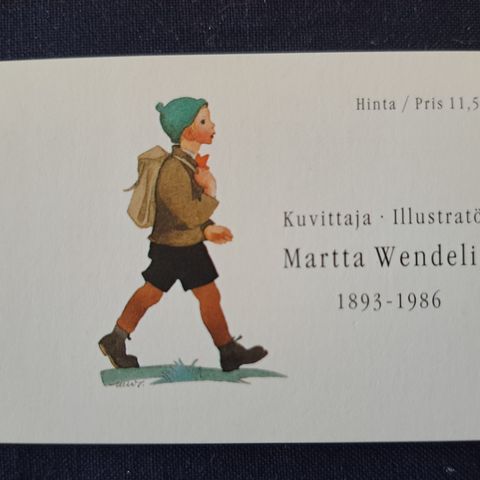 Hinta / Pris 11,5
Kuvittaja · Illustratö
Martta Wendeli
1893-1986